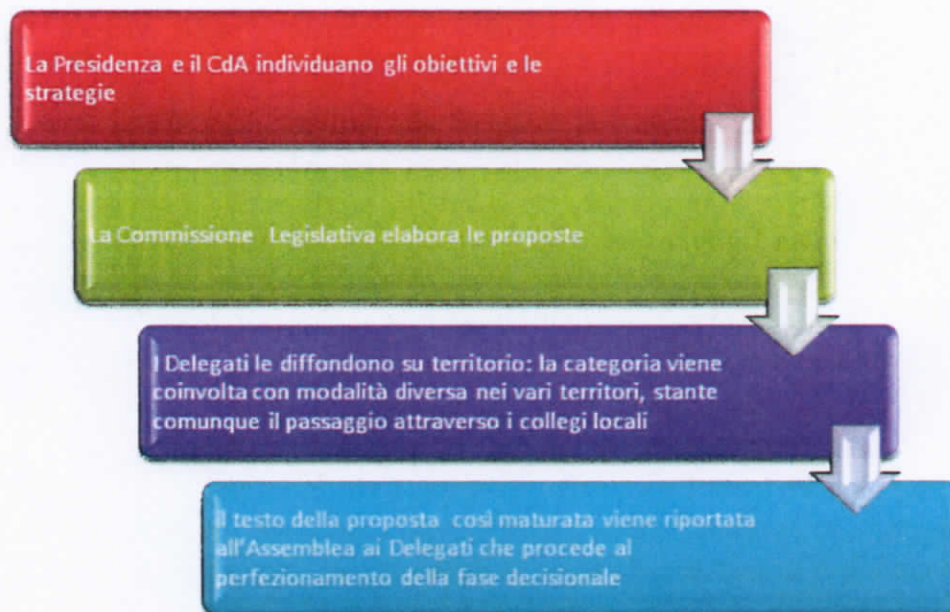 La Presidenza e il CdA individuano gli obiettivi e le
strategie
La Commissione Legislativa elabora le proposte
I Delegati le diffondono su territorio: la categoria viene
coinvolta con modalità diversa nei vari territori, stante
comunque il passaggio attraverso i collegi locali
Il testo della proposta così maturata viene riportata
all'Assemblea ai Delegati che procede al
perfezionamento della fase decisionale